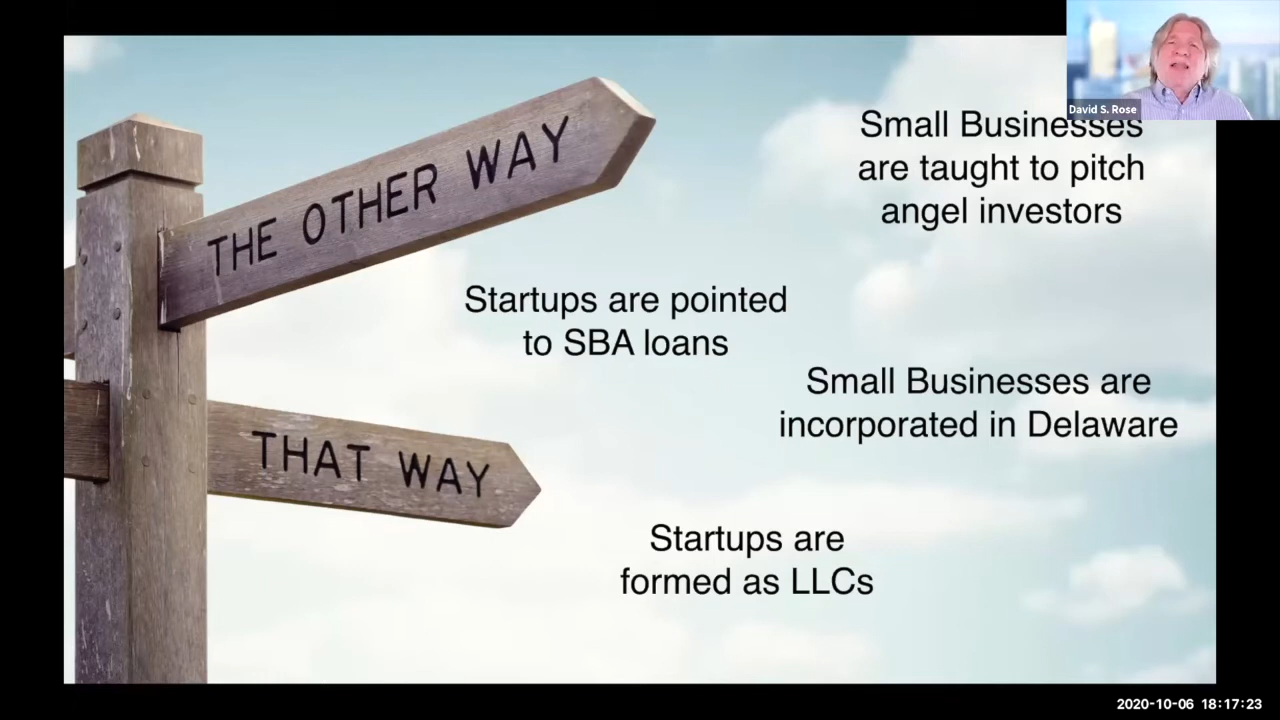 David S. Rose
Small Businesses
are taught to pitch
angel investors
THE OTHER WAY
Startups are pointed
to SBA loans
Small Businesses are
incorporated in Delaware
THAT WAY
Startups are
formed as LLCs
2020-10-06 18:17:23